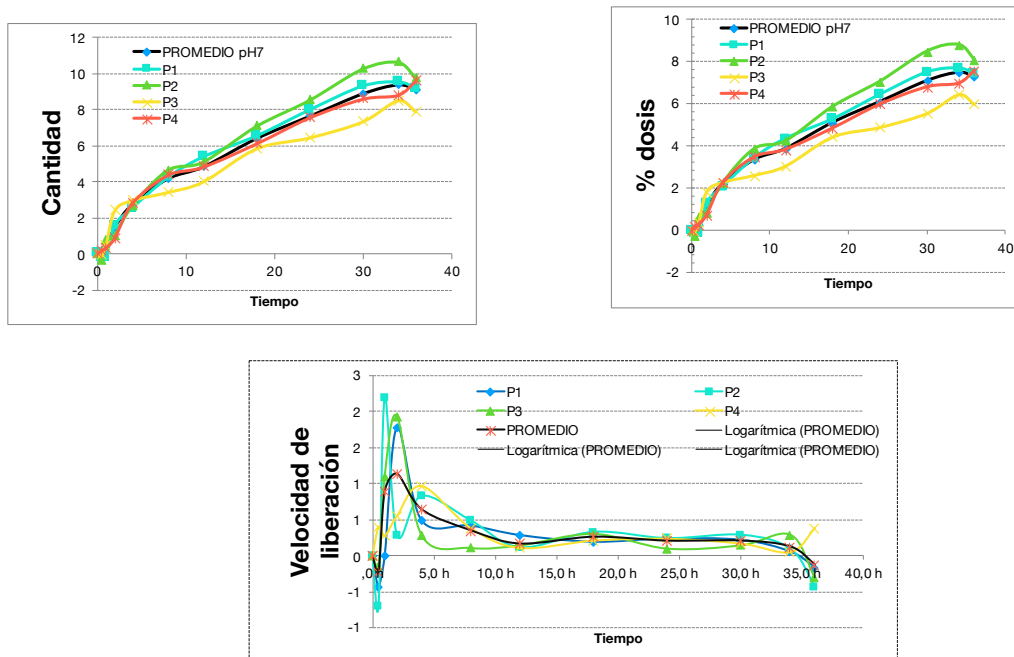 12
10
8
6
4
2
0
-2
Cantidad
PROMEDIO pH7
P1
P2
P3
P4
0 10 20 30 40
Tiempo
10
8
6
4
2
0
-2
% dosis
PROMEDIO pH7
P1
P2
P3
P4
0 10 20 30 40
Tiempo
3
2
2
1
1
0
-1
-1
Velocidad de
liberación
P1 P2
P3 P4
PROMEDIO Logarítmica (PROMEDIO)
Logarítmica (PROMEDIO) Logarítmica (PROMEDIO)
,0 h 5,0 h 10,0 h 15,0 h 20,0 h 25,0 h 30,0 h 35,0 h 40,0 h
Tiempo